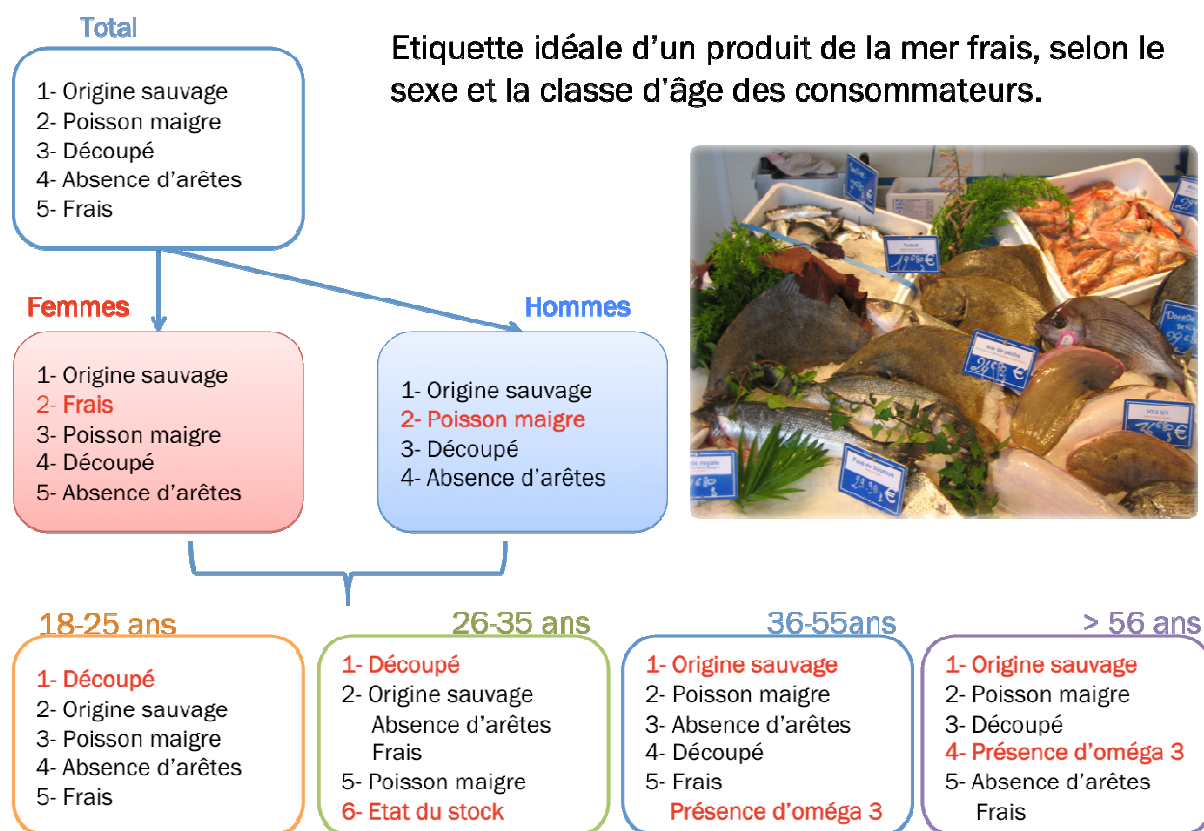 Total
Etiquette idéale d'un produit de la mer frais, selon le
sexe et la classe d'âge des consommateurs.
1- Origine sauvage
2- Poisson maigre
3- Découpé
4- Absence d'arêtes
5- Frais
Femmes
1- Origine sauvage
2- Frais
3- Poisson maigre
4- Découpé
5- Absence d'arêtes
Hommes
1- Origine sauvage
2- Poisson maigre
3- Découpé
4- Absence d'arêtes
18-25 ans
1- Découpé
2- Origine sauvage
3- Poisson maigre
4- Absence d'arêtes
5- Frais
26-35 ans
1- Découpé
2- Origine sauvage
Absence d'arêtes
Frais
5- Poisson maigre
6- Etat du stock
36-55ans
1- Origine sauvage
2- Poisson maigre
3- Absence d'arêtes
4- Découpé
5- Frais
Présence d'oméga 3
> 56 ans
1- Origine sauvage
2- Poisson maigre
3- Découpé
4- Présence d'oméga 3
5- Absence d'arêtes
Frais